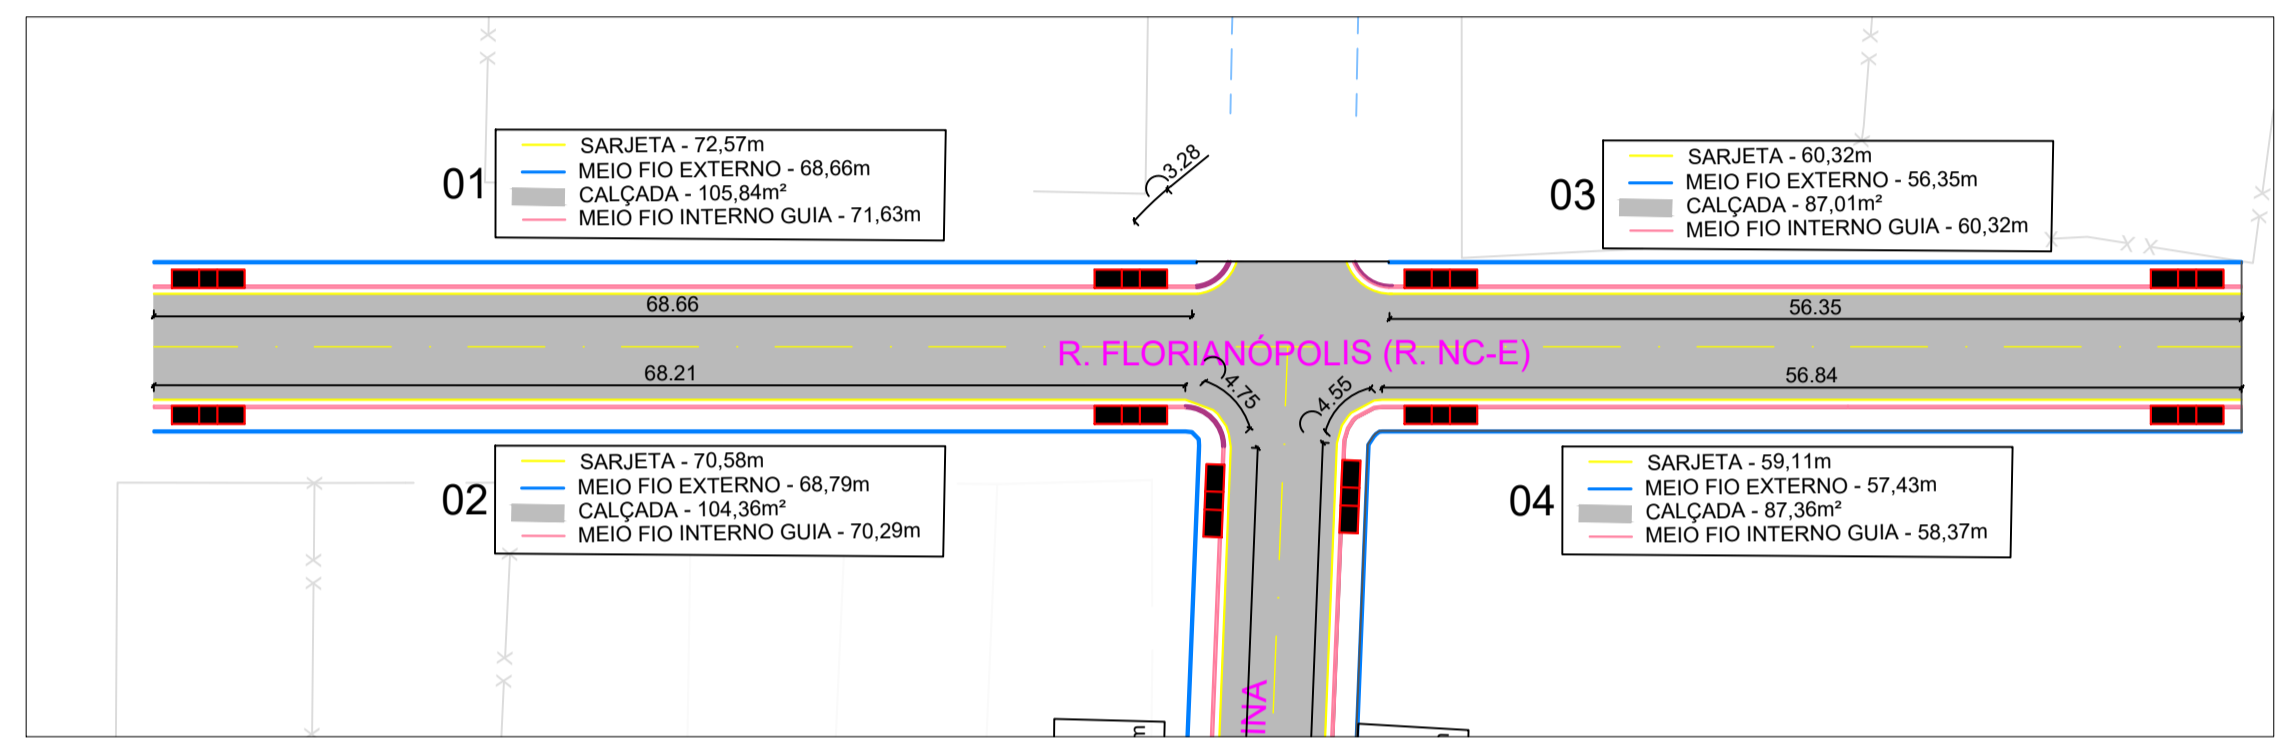 01
SARJETA - 72,57m
MEIO FIO EXTERNO - 68,66m
CALÇADA - 105,84m²
MEIO FIO INTERNO GUIA - 71,63m
3.28
03
SARJETA - 60,32m
MEIO FIO EXTERNO - 56,35m
CALÇADA - 87,01m²
MEIO FIO INTERNO GUIA - 60,32m
68.66
56.35
R. FLORIANÓPOLIS (R. NC-E)
68.21
4.75
4.55
56.84
02
SARJETA - 70,58m
MEIO FIO EXTERNO - 68,79m
CALÇADA - 104,36m²
MEIO FIO INTERNO GUIA - 70,29m
04
SARJETA - 59,11m
MEIO FIO EXTERNO - 57,43m
CALÇADA - 87,36m²
MEIO FIO INTERNO GUIA - 58,37m
INA
m